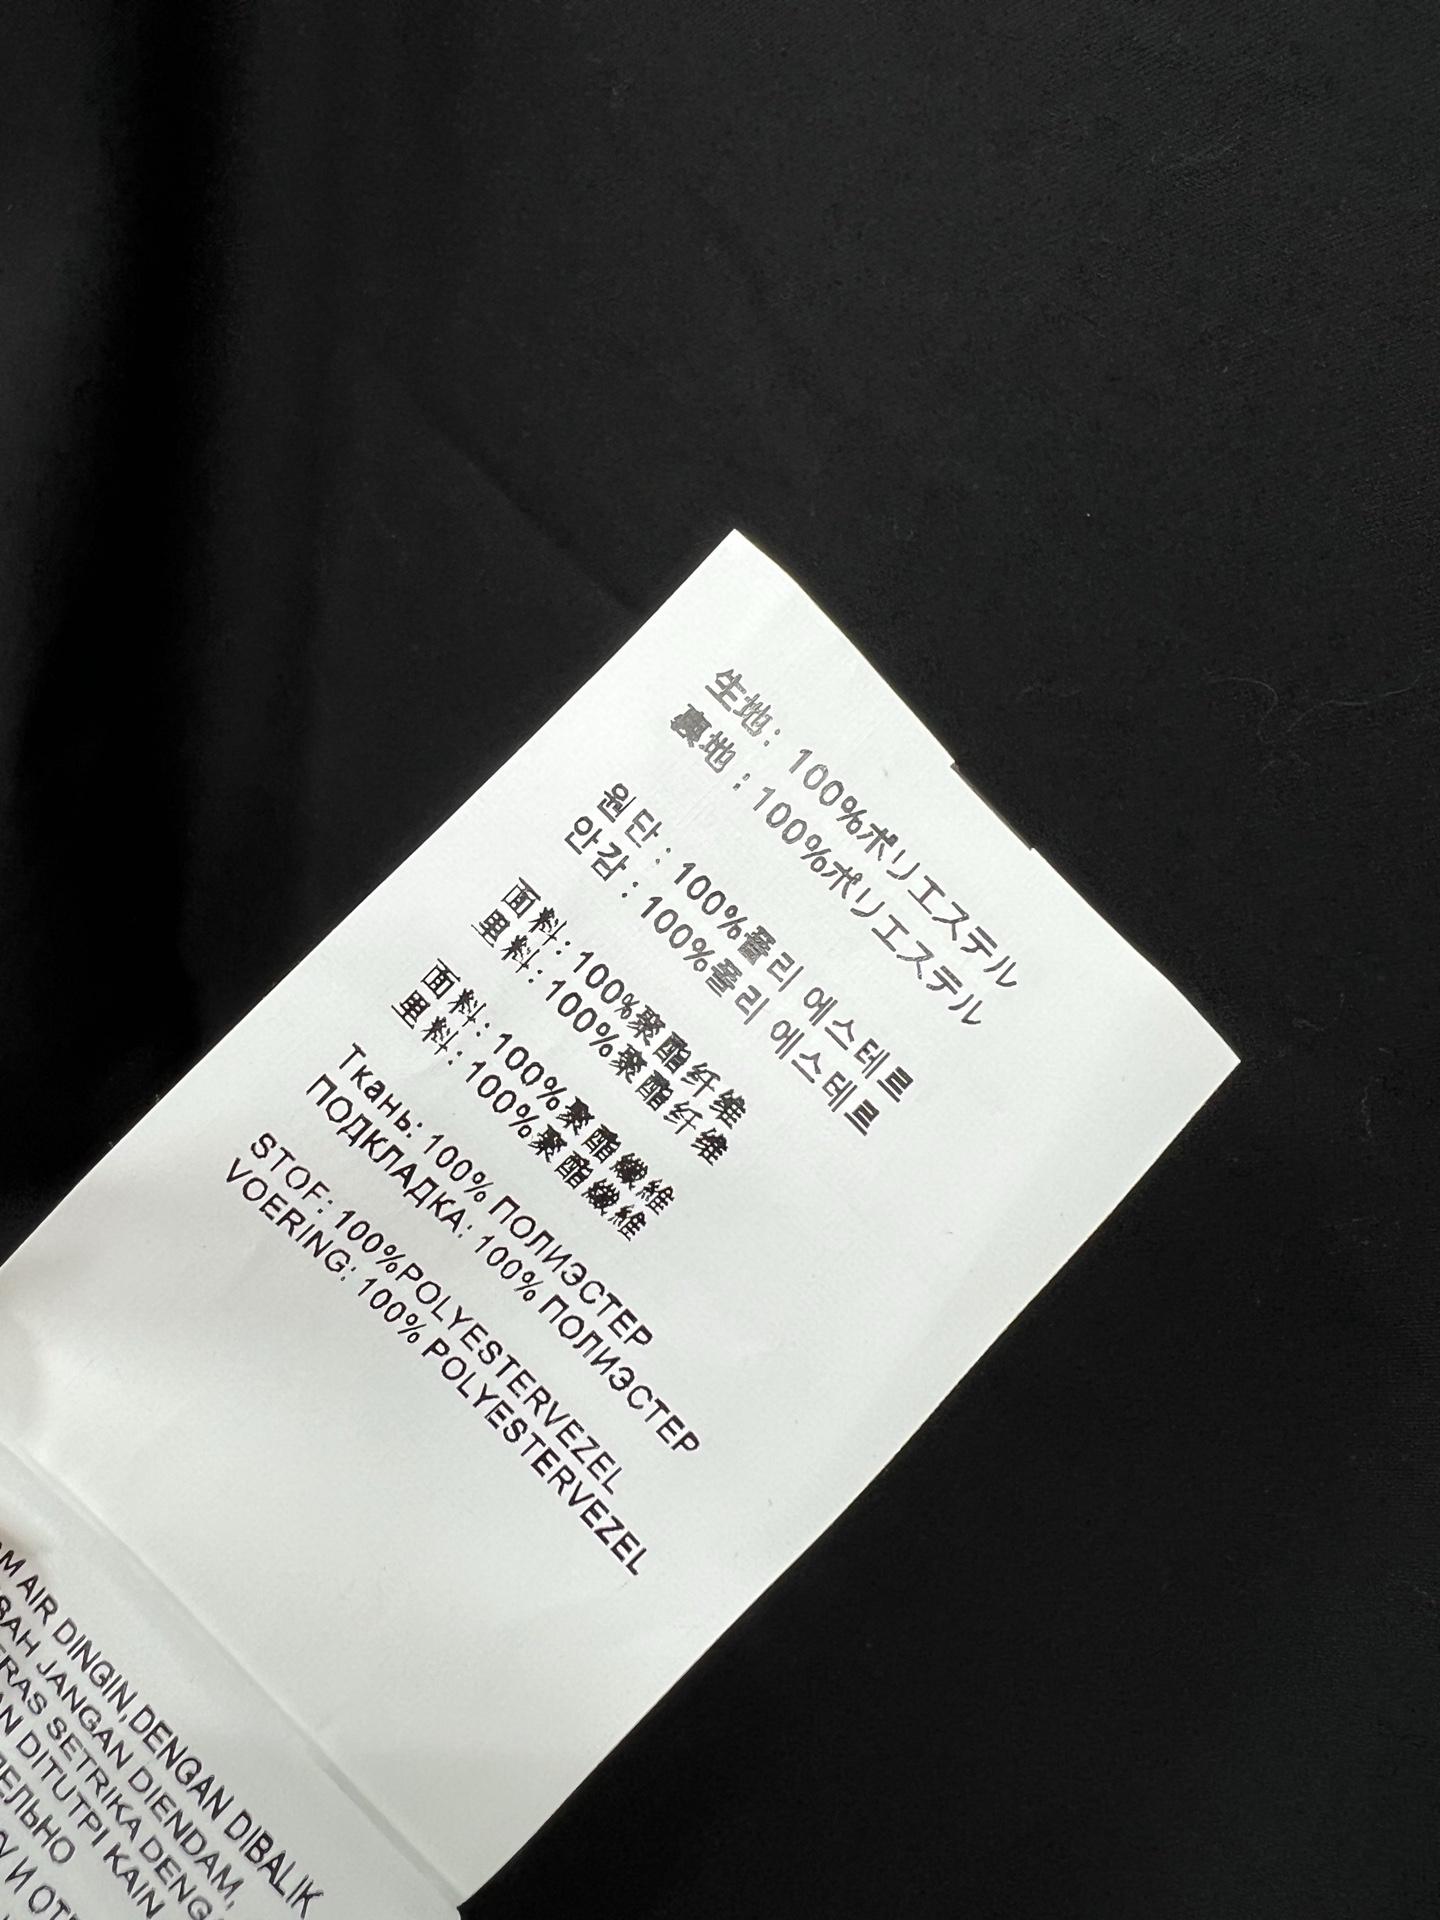 生地: 100%ポリエステル
裏地: 100%ポリエステル
원단: 100%폴리 에스테르
안감: 100%폴리 에스테르
面料: 100%聚酯纤维
里料: 100%聚酯纤维
面料: 100%聚酯纖維
里料: 100%聚酯纖維
Ткань: 100% ПОЛИЭСТЕР
ПОДКЛАДКА: 100% ПОЛИЭСТЕР
STOF: 100%POLYESTERVEZEL
VOERING: 100% POLYESTERVEZEL
AIR DINGIN, DENGAN DIBALIK
JANGAN DIENDAM,
SETRIKA
DITUTPI KAIN
И